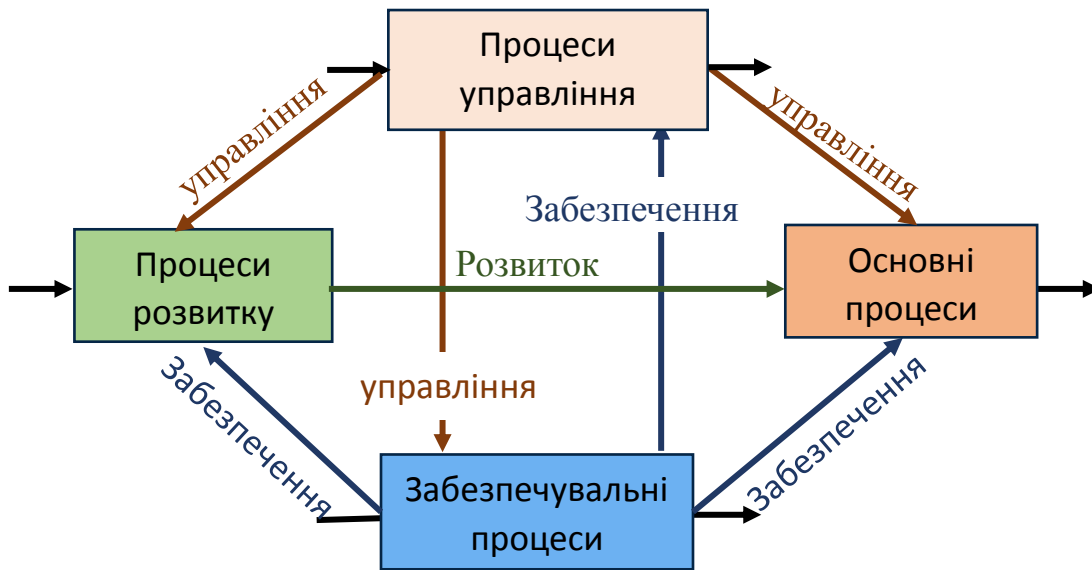 Процеси
управління
управління
управління
Забезпечення
Процеси
розвитку
Розвиток
Основні
процеси
управління
Забезпечення
Забезпечення
Забезпечувальні
процеси